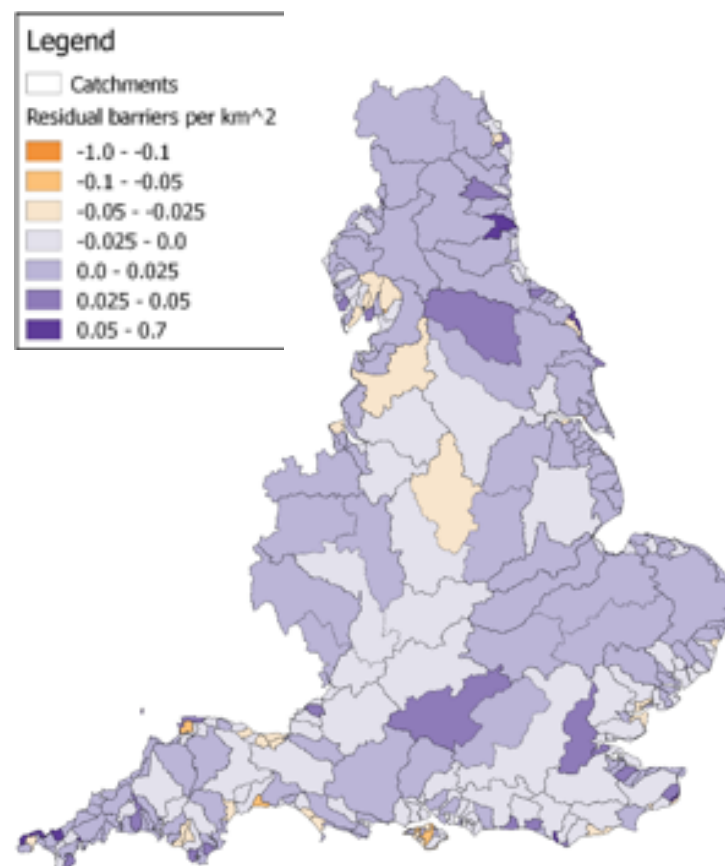 Legend
Catchments
Residual barriers per km^2
-1.0 - -0.1
-0.1 - -0.05
-0.05 - -0.025
-0.025 - 0.0
0.0 - 0.025
0.025 - 0.05
0.05 - 0.7